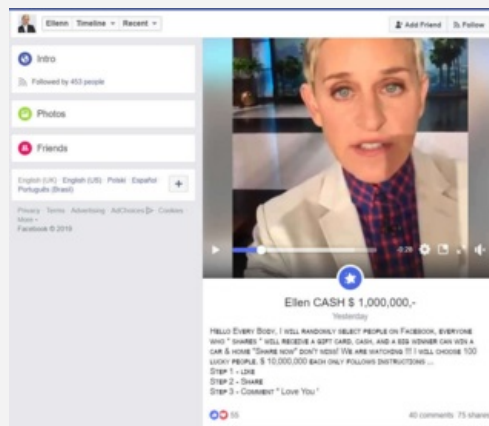 Ellenn Timeline Recent
Add Friend Follow
Intro
Followed by 453 people
Photos
Friends
English (UK) · English (US) · Polski · Español ·
Português (Brasil)
+
Privacy · Terms · Advertising · AdChoices · Cookies ·
More
Facebook © 2019
-0:28
Ellen CASH $ 1,000,000,-
Yesterday
HELLO EVERY BODY, I WILL RANDOMLY SELECT PEOPLE ON FACEBOOK, EVERYONE
WHO " SHARES " WILL RECEIVE A GIFT CARD, CASH, AND A BIG WINNER CAN WIN A
CAR & HOME "SHARE NOW" DON'T MISS! WE ARE WATCHING !!! I WILL CHOOSE 100
LUCKY PEOPLE. $ 10,000,000 EACH ONLY FOLLOWS INSTRUCTIONS ...
STEP 1 - LIKE
STEP 2 - SHARE
STEP 3 - COMMENT " LOVE YOU '
55
40 comments 75 shares